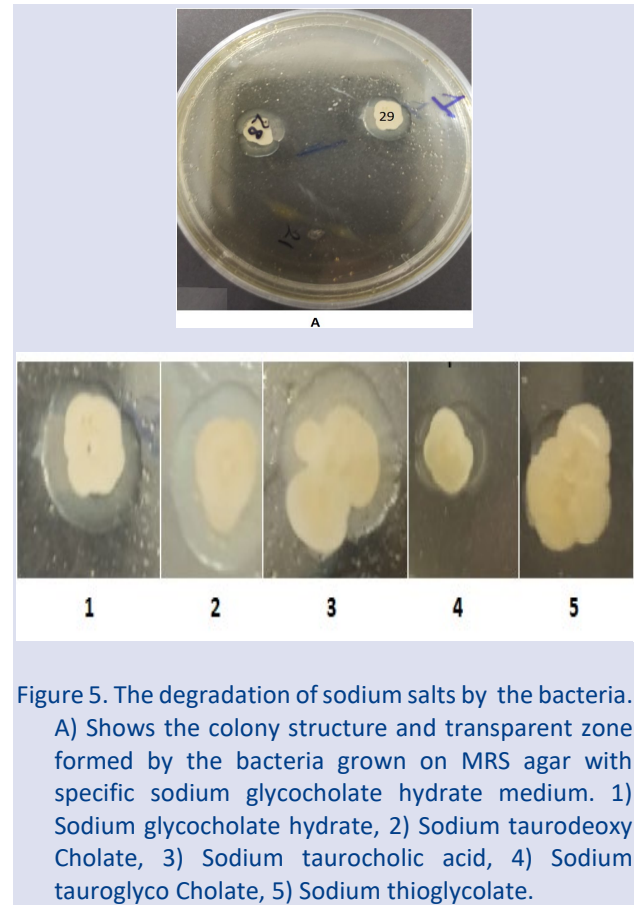 28
29
21
A
1 2 3 4 5
Figure 5. The degradation of sodium salts by the bacteria.
A) Shows the colony structure and transparent zone
formed by the bacteria grown on MRS agar with
specific sodium glycocholate hydrate medium. 1)
Sodium glycocholate hydrate, 2) Sodium taurodeoxy
Cholate, 3) Sodium taurocholic acid, 4) Sodium
tauroglyco Cholate, 5) Sodium thioglycolate.